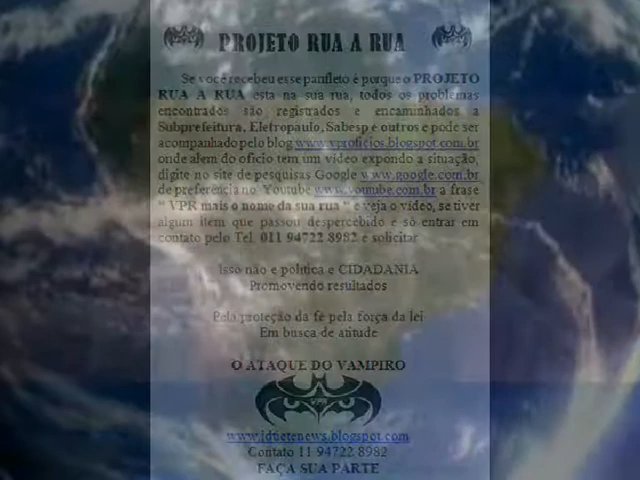 PROJETO RUA A RUA
Se você recebeu esse panfleto é porque o PROJETO
RUA A RUA esta na sua rua, todos os problemas
encontrados são registrados e encaminhados a
Subprefeitura, Eletropaulo, Sabesp e outros e pode ser
acompanhado pelo blog www.vproficios.blogspot.com.br
onde alem do oficio tem um vídeo expondo a situação,
digite no site de pesquisas Google www.google.com.br
de preferencia no Youtube www.youtube.com.br a frase
" VPR mais o nome da sua rua " e veja o vídeo, se tiver
algum item que passou despercebido e só entrar em
contato pelo Tel. 011 94722 8982 e solicitar
Isso não e politica e CIDADANIA
Promovendo resultados
Pela proteção da fé pela força da lei
Em busca de atitude
O ATAQUE DO VAMPIRO
www.jdtietenews.blogspot.com
Contato 11 94722 8982
FAÇA SUA PARTE